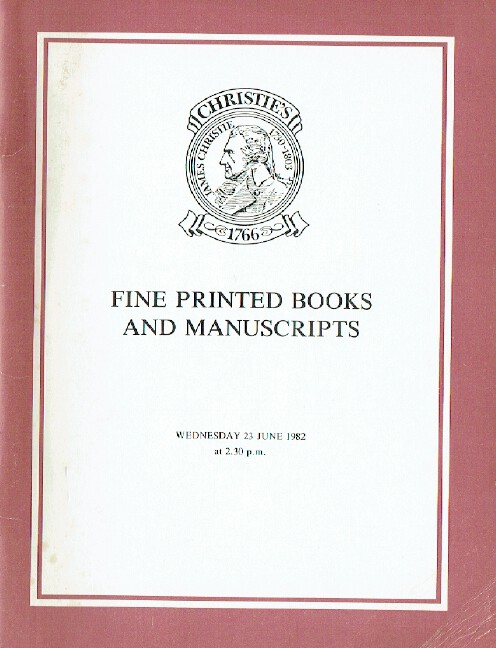 CHRISTIE'S
JAMES CHRISTIE 1730-1803
1766
FINE PRINTED BOOKS
AND MANUSCRIPTS
WEDNESDAY 23 JUNE 1982
at 2.30 p.m.